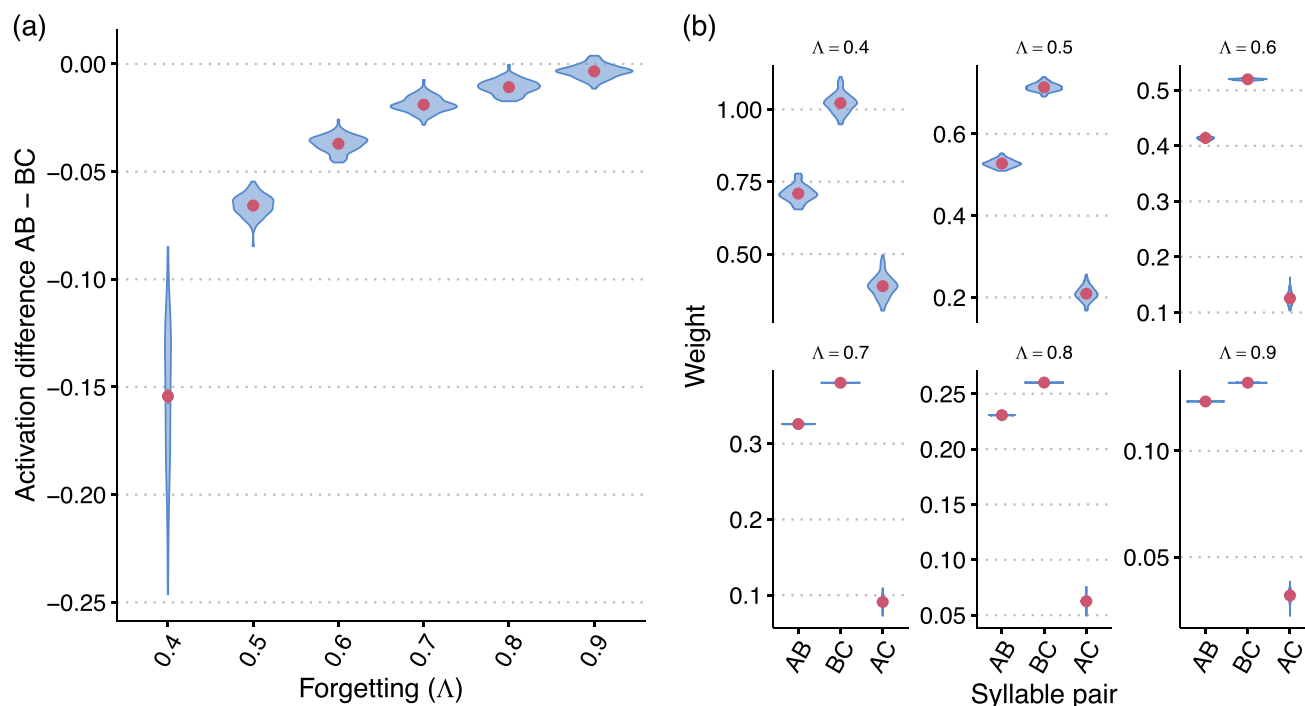 (a)
Activation difference AB − BC
0.00
−0.05
−0.10
−0.15
−0.20
−0.25
0.4
0.5
0.6
0.7
0.8
0.9
Forgetting (Λ)
(b)
Weight
Λ = 0.4
1.00
0.75
0.50
Λ = 0.5
0.6
0.4
0.2
Λ = 0.6
0.5
0.4
0.3
0.2
0.1
Λ = 0.7
0.3
0.2
0.1
AB
BC
AC
Λ = 0.8
0.25
0.20
0.15
0.10
0.05
AB
BC
AC
Λ = 0.9
0.10
0.05
AB
BC
AC
Syllable pair